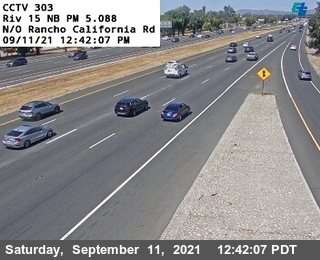 CCTV 303
Riv 15 NB PM 5.088
N/O Rancho California Rd
09/11/21 12:42:07 PM
Saturday, September 11, 2021 12:42:07 PDT